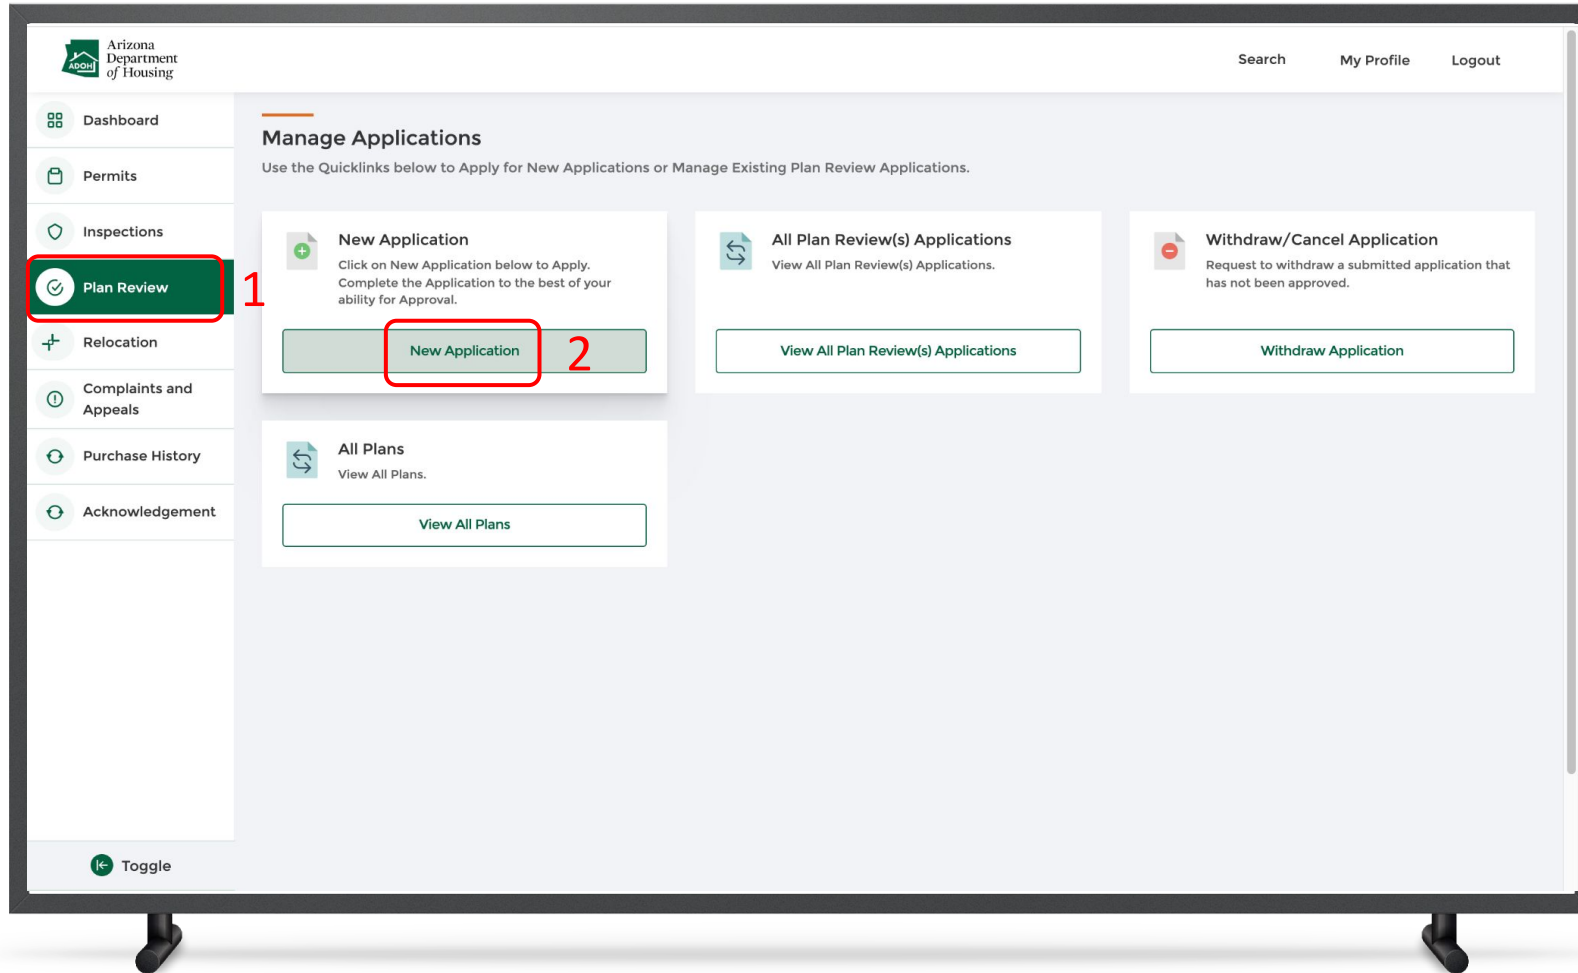 Arizona
Department
of Housing
ADOH
Search
My Profile
Logout
Dashboard
Permits
Inspections
Plan Review
1
Relocation
Complaints and
Appeals
Purchase History
Acknowledgement
Toggle
Manage Applications
Use the Quicklinks below to Apply for New Applications or Manage Existing Plan Review Applications.
New Application
Click on New Application below to Apply.
Complete the Application to the best of your
ability for Approval.
New Application
2
All Plan Review(s) Applications
View All Plan Review(s) Applications.
View All Plan Review(s) Applications
Withdraw/Cancel Application
Request to withdraw a submitted application that
has not been approved.
Withdraw Application
All Plans
View All Plans.
View All Plans